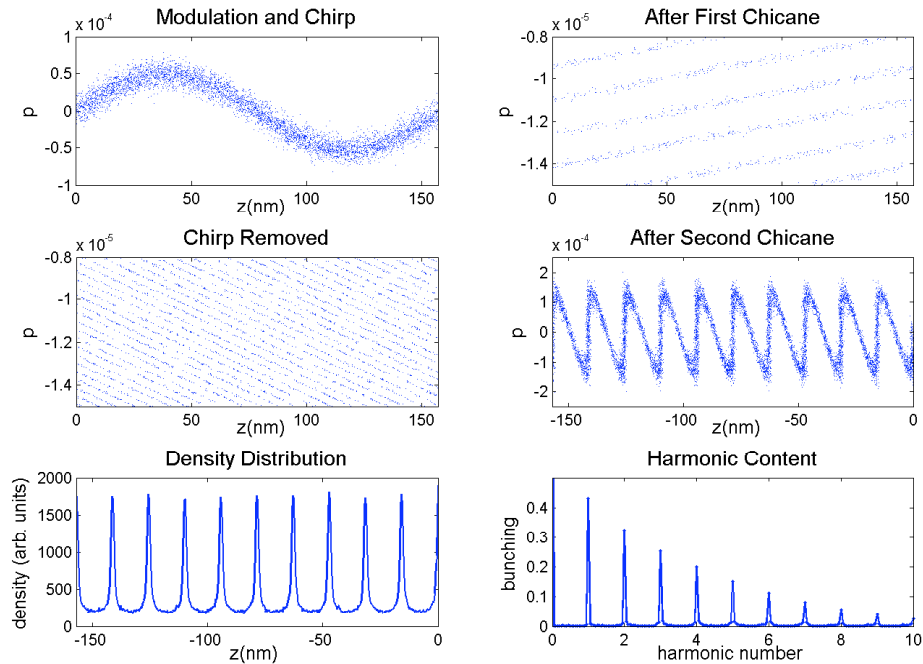 Modulation and Chirp
x 10⁻⁴
1
0.5
0
-0.5
-1
p
0 50 100 150
z(nm)
After First Chicane
x 10⁻⁵
-0.8
-1
-1.2
-1.4
p
0 50 100 150
z(nm)
Chirp Removed
x 10⁻⁵
-0.8
-1
-1.2
-1.4
p
0 50 100 150
z(nm)
After Second Chicane
x 10⁻⁴
2
1
0
-1
-2
p
-150 -100 -50 0
z(nm)
Density Distribution
2000
1500
1000
500
0
density (arb. units)
-150 -100 -50 0
z(nm)
Harmonic Content
0.4
0.3
0.2
0.1
0
bunching
0 2 4 6 8 10
harmonic number